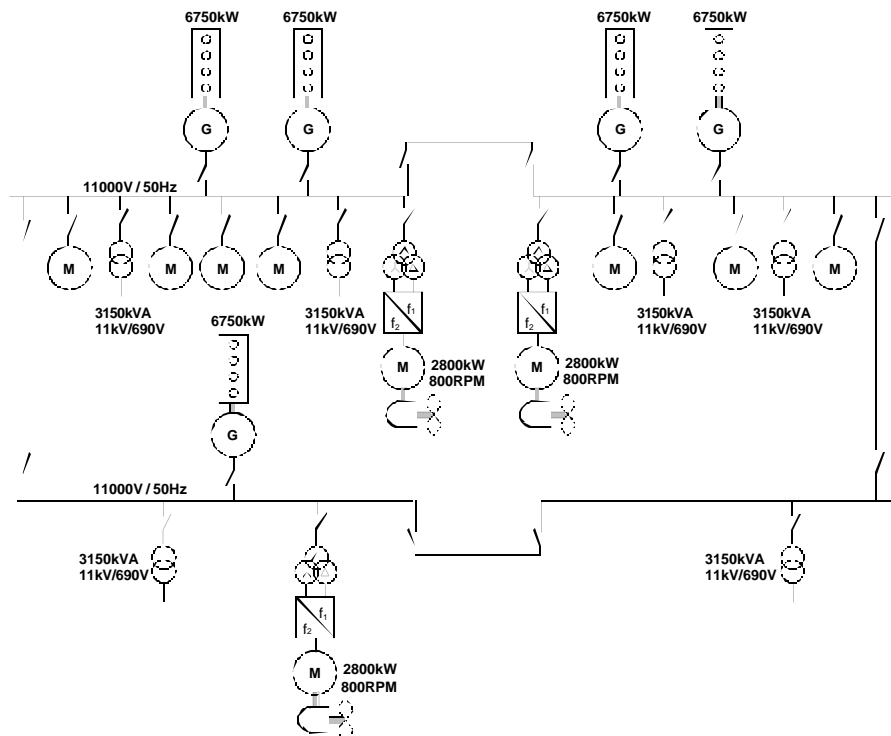 6750kW
6750kW
6750kW
6750kW
G
G
G
G
11000V / 50Hz
M
M
M
M
M
M
M
3150kVA
11kV/690V
3150kVA
11kV/690V
3150kVA
11kV/690V
3150kVA
11kV/690V
f₁
f₂
f₁
f₂
6750kW
M
2800kW
800RPM
M
2800kW
800RPM
G
11000V / 50Hz
3150kVA
11kV/690V
3150kVA
11kV/690V
f₁
f₂
M
2800kW
800RPM